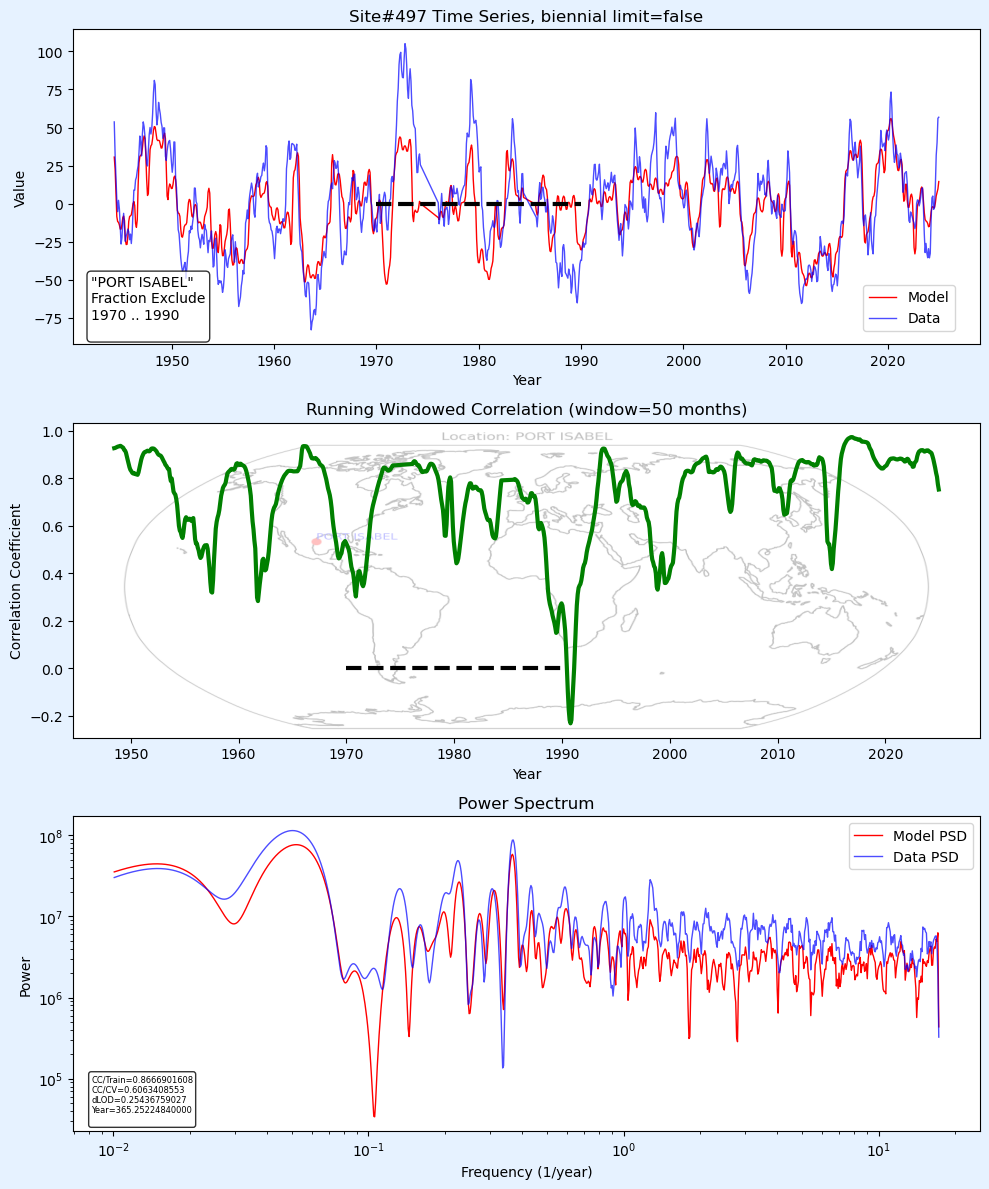 Site#497 Time Series, biennial limit=false
100
75
50
25
0
−25
−50
−75
Value
"PORT ISABEL"
Fraction Exclude
1970 .. 1990
Model
Data
1950 1960 1970 1980 1990 2000 2010 2020
Year
Running Windowed Correlation (window=50 months)
Location: PORT ISABEL
PORT ISABEL
1.0
0.8
0.6
0.4
0.2
0.0
−0.2
Correlation Coefficient
1950 1960 1970 1980 1990 2000 2010 2020
Year
Power Spectrum
Model PSD
Data PSD
10⁸
10⁷
10⁶
10⁵
Power
CC/Train=0.8666901608
CC/CV=0.6063408553
dLOD=0.25436759027
Year=365.25224840000
10⁻² 10⁻¹ 10⁰ 10¹
Frequency (1/year)